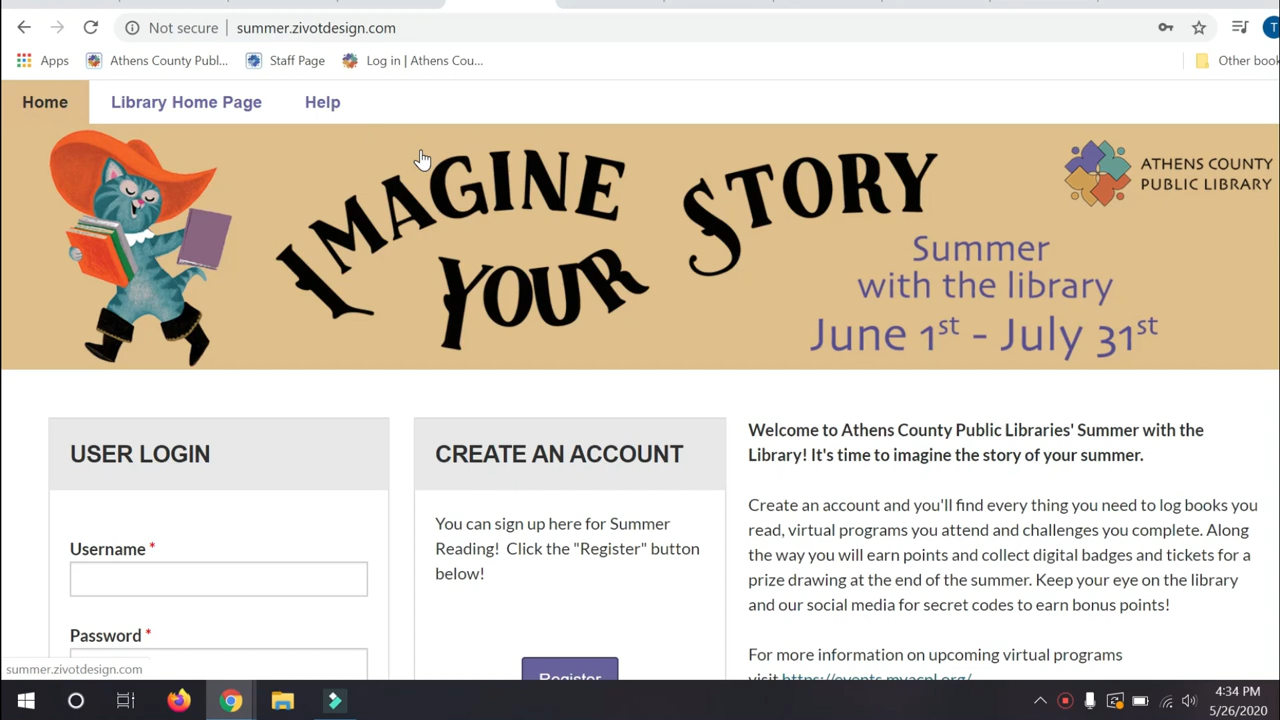 Not secure | summer.zivotdesign.com
Apps Athens County Publ... Staff Page Log in | Athens Cou... Other book
Home Library Home Page Help
IMAGINE YOUR STORY
ATHENS COUNTY
PUBLIC LIBRARY
Summer
with the library
June 1st - July 31st
USER LOGIN
Username *
Password *
CREATE AN ACCOUNT
You can sign up here for Summer
Reading! Click the "Register" button
below!
Register
Welcome to Athens County Public Libraries' Summer with the
Library! It's time to imagine the story of your summer.
Create an account and you'll find every thing you need to log books you
read, virtual programs you attend and challenges you complete. Along
the way you will earn points and collect digital badges and tickets for a
prize drawing at the end of the summer. Keep your eye on the library
and our social media for secret codes to earn bonus points!
For more information on upcoming virtual programs
visit https://events.myacpl.org/
summer.zivotdesign.com
4:34 PM
5/26/2020
T